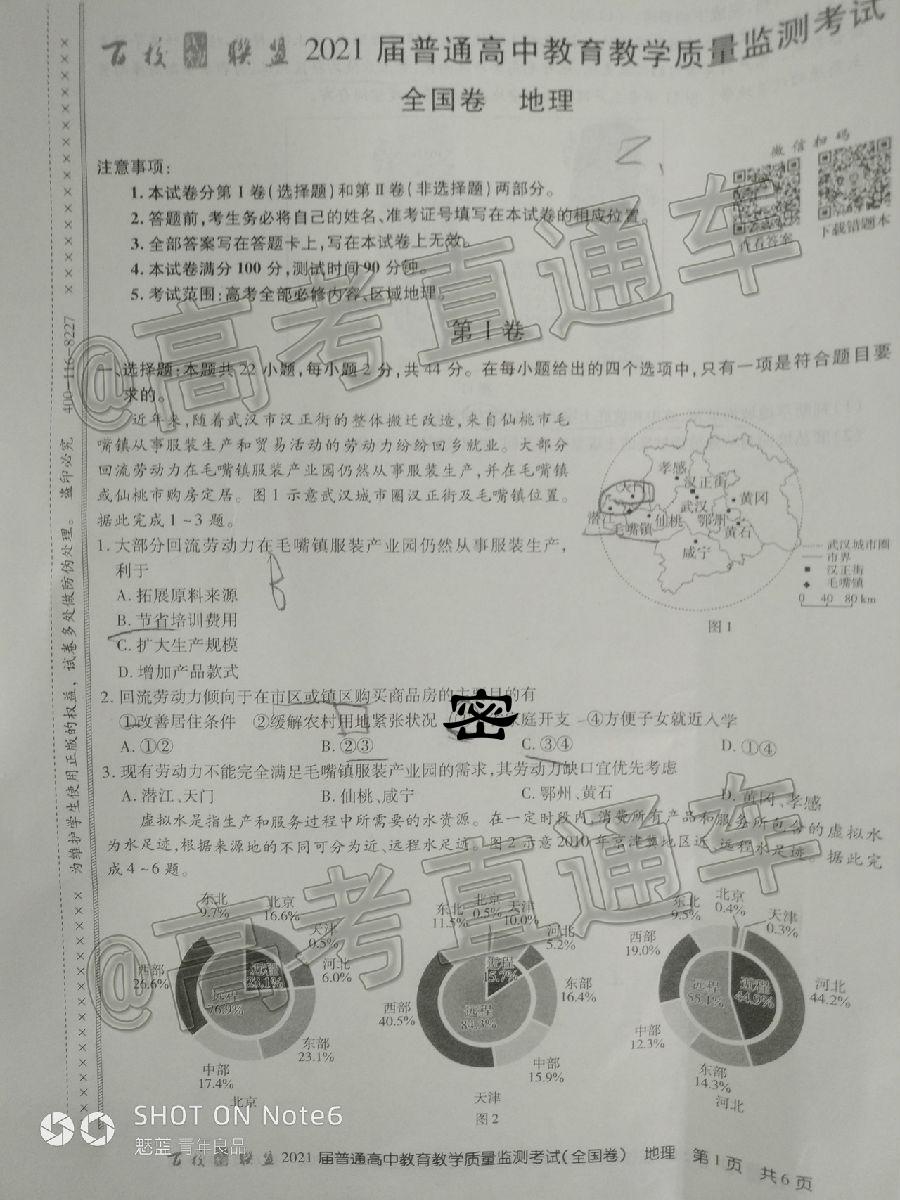 百校联盟 2021届普通高中教育教学质量监测考试
全国卷 地理
微信扫码
注意事项：
1.本试卷分第Ⅰ卷(选择题)和第Ⅱ卷(非选择题)两部分。
2.答题前,考生务必将自己的姓名、准考证号填写在本试卷的相应位置。
3.全部答案写在答题卡上,写在本试卷上无效。
4.本试卷满分100分,测试时间90分钟。
5.考试范围:高考全部必修内容、区域地理。
答案
下载错题本
第Ⅰ卷
一、选择题:本题共22小题,每小题2分,共44分。在每小题给出的四个选项中,只有一项是符合题目要
求的。
近年来,随着武汉市汉正街的整体搬迁改造,来自仙桃市毛
嘴镇从事服装生产和贸易活动的劳动力纷纷回乡就业。大部分
回流劳动力在毛嘴镇服装产业园仍然从事服装生产,并在毛嘴镇
或仙桃市购房定居。图1示意武汉城市圈汉正街及毛嘴镇位置。
据此完成1~3题。
1.大部分回流劳动力在毛嘴镇服装产业园仍然从事服装生产,
利于
A.拓展原料来源
B.节省培训费用
C.扩大生产规模
D.增加产品款式
孝感
汉正街
武汉
黄冈
仙桃
鄂州
毛嘴镇
黄石
咸宁
武汉城市圈
市界
汉正街
毛嘴镇
0 40 80 km
图1
2.回流劳动力倾向于在市区或镇区购买商品房的主要目的有
①改善居住条件 ②缓解农村用地紧张状况 家庭开支 ④方便子女就近入学
A.①② B.②③ C.③④ D.①④
密
3.现有劳动力不能完全满足毛嘴镇服装产业园的需求,其劳动力缺口宜优先考虑
A.潜江、天门 B.仙桃、咸宁 C.鄂州、黄石 D.黄冈、孝感
虚拟水是指生产和服务过程中所需要的水资源。在一定时段内,消费所有产品和服务所包含的虚拟水
为水足迹,根据来源地的不同可分为近、远程水足迹。图2示意2010年京津冀地区近、远程水足迹。据此完
成4~6题。
东北 9.7%
北京 16.6%
天津 0.5%
河北 6.0%
东部 23.1%
中部 17.4%
西部 26.6%
远程 76.9%
北京
东北 11.5%
北京 0.5%
天津 10.0%
河北 5.2%
东部 16.4%
中部 15.9%
西部 40.5%
远程 84.3%
15.7%
天津
东北 9.5%
北京 0.4%
天津 0.3%
河北 44.2%
东部 14.3%
中部 12.3%
西部 19.0%
远程 55.1%
44.9%
河北
图2
百校联盟 2021届普通高中教育教学质量监测考试(全国卷) 地理 第1页 共6页
为维护学生使用正版的权益,试卷多处做防伪处理。 盗印必究 400-116-8227
@高考直通车
@高考直通车
SHOT ON Note6
魅蓝 青年良品